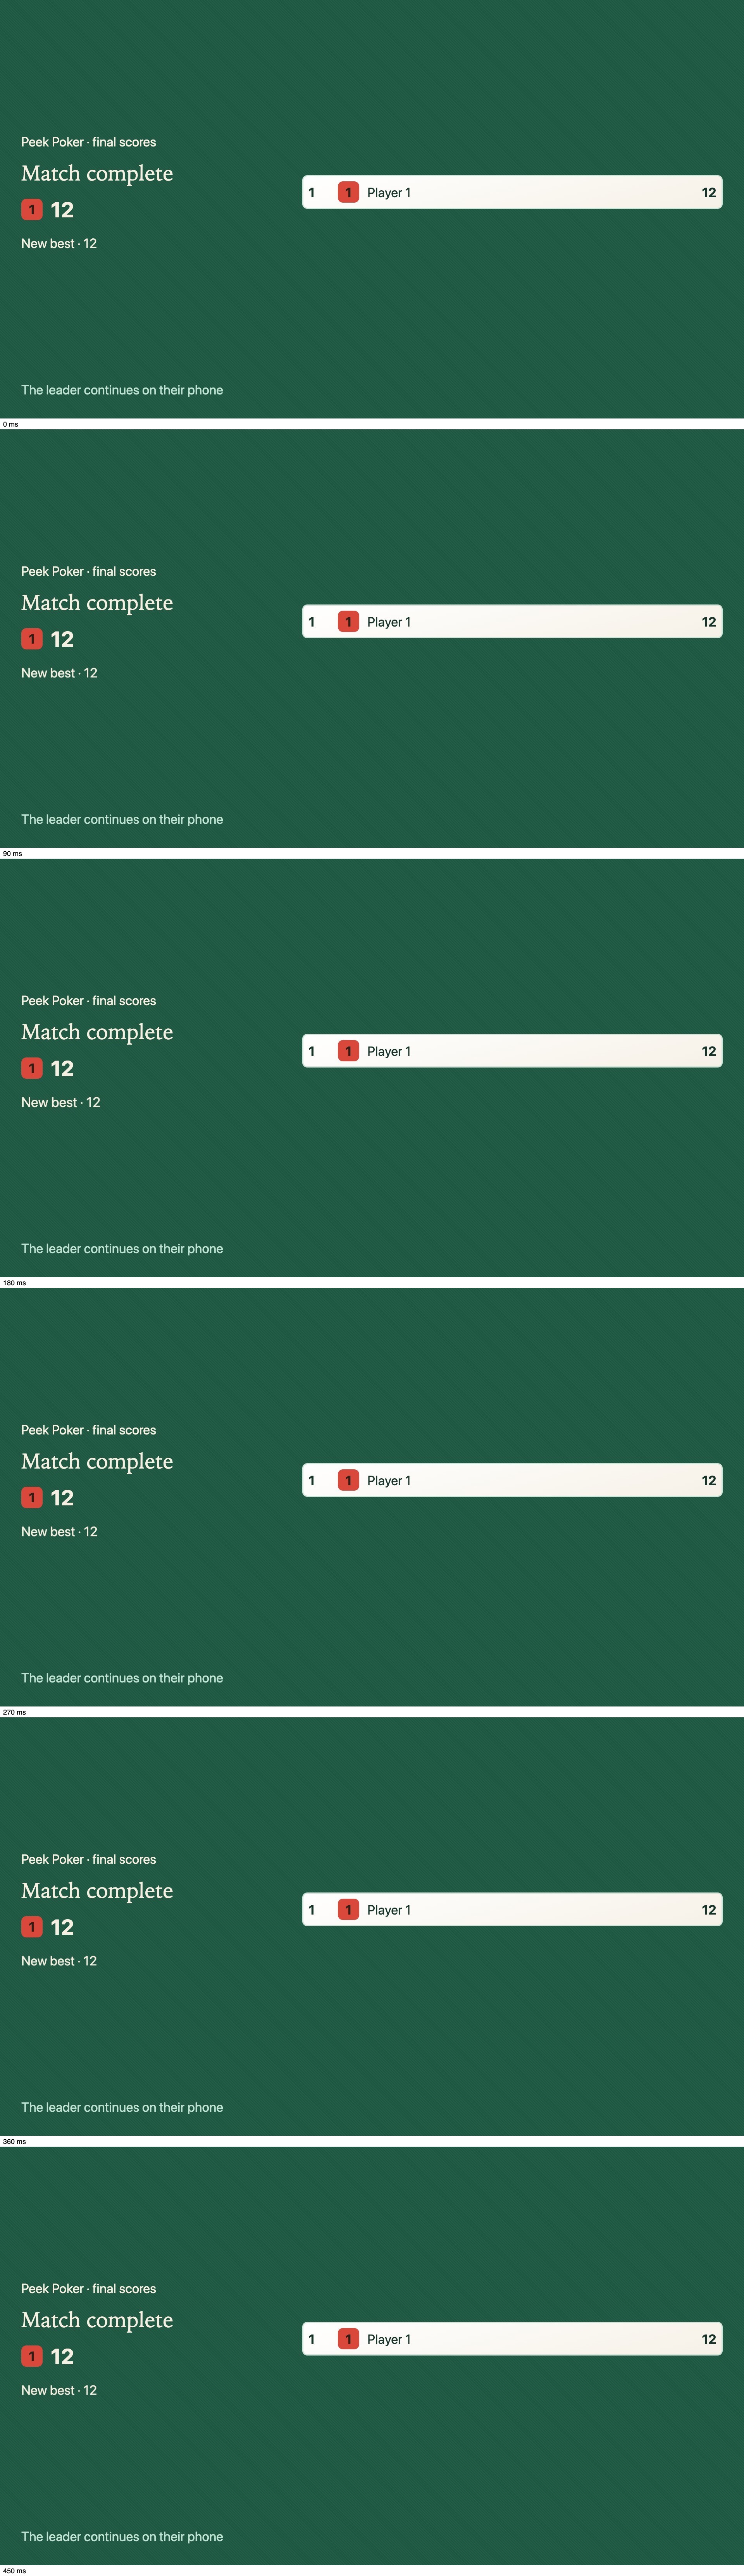 Peek Poker · final scores
Match complete
1 12
New best · 12
1 1 Player 1 12
The leader continues on their phone
0 ms
Peek Poker · final scores
Match complete
1 12
New best · 12
1 1 Player 1 12
The leader continues on their phone
90 ms
Peek Poker · final scores
Match complete
1 12
New best · 12
1 1 Player 1 12
The leader continues on their phone
180 ms
Peek Poker · final scores
Match complete
1 12
New best · 12
1 1 Player 1 12
The leader continues on their phone
270 ms
Peek Poker · final scores
Match complete
1 12
New best · 12
1 1 Player 1 12
The leader continues on their phone
360 ms
Peek Poker · final scores
Match complete
1 12
New best · 12
1 1 Player 1 12
The leader continues on their phone
450 ms